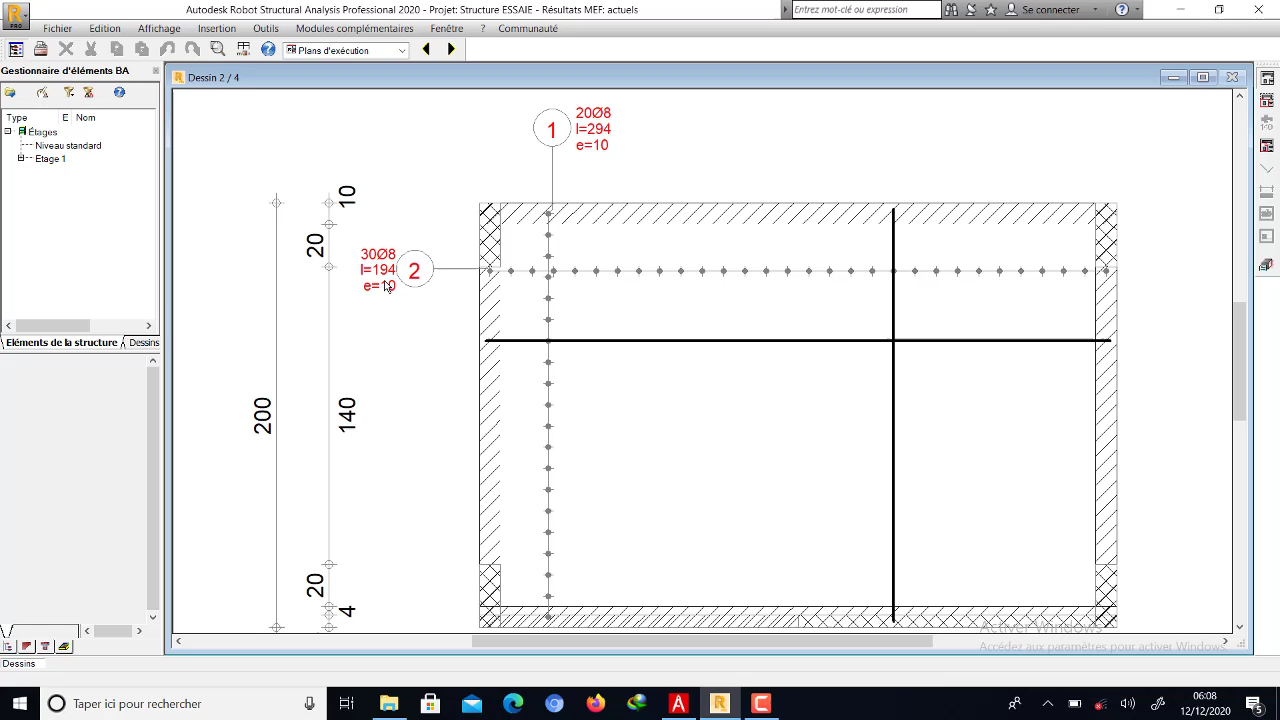 Autodesk Robot Structural Analysis Professional 2020 - Projet: Structure ESSAIE - Résultats MEF: actuels
Entrez mot-clé ou expression
Se connecter
PRO
Fichier Edition Affichage Insertion Outils Modules complémentaires Fenêtre ? Communauté
Plans d'exécution
Gestionnaire d'éléments BA
Dessin 2 / 4
Type E Nom
Étages
Niveau standard
Etage 1
Eléments de la structure
Dessins
1
20Ø8
l=294
e=10
2
30Ø8
l=194
e=10
10
20
200
140
20
4
Activer Windows
Accédez aux paramètres pour activer Windows.
Dessins
Taper ici pour rechercher
06:08
12/12/2020
5